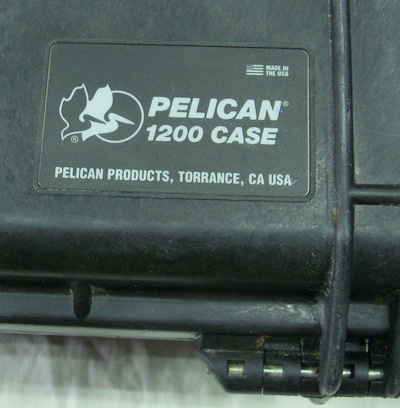 MADE IN
THE USA
PELICAN®
1200 CASE
®
PELICAN PRODUCTS, TORRANCE, CA USA